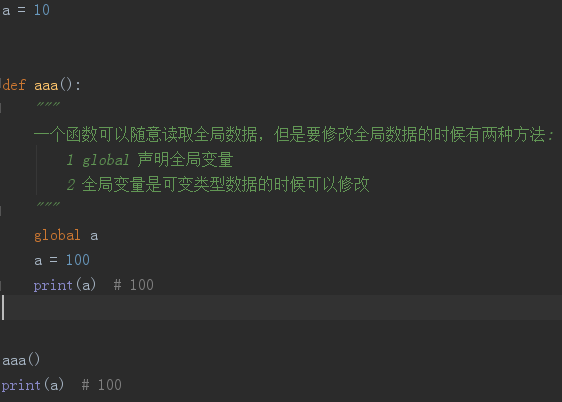 a = 10
def aaa():
"""
一个函数可以随意读取全局数据，但是要修改全局数据的时候有两种方法:
1 global 声明全局变量
2 全局变量是可变类型数据的时候可以修改
"""
global a
a = 100
print(a)  # 100
aaa()
print(a)  # 100